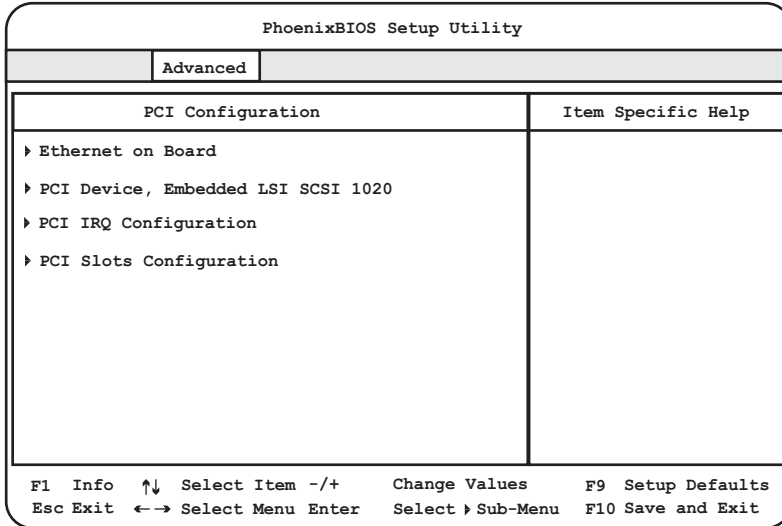 PhoenixBIOS Setup Utility
Advanced
PCI Configuration
Item Specific Help
Ethernet on Board
PCI Device, Embedded LSI SCSI 1020
PCI IRQ Configuration
PCI Slots Configuration
F1 Info ↑↓ Select Item -/+ Change Values F9 Setup Defaults
Esc Exit ←→ Select Menu Enter Select ▶ Sub-Menu F10 Save and Exit